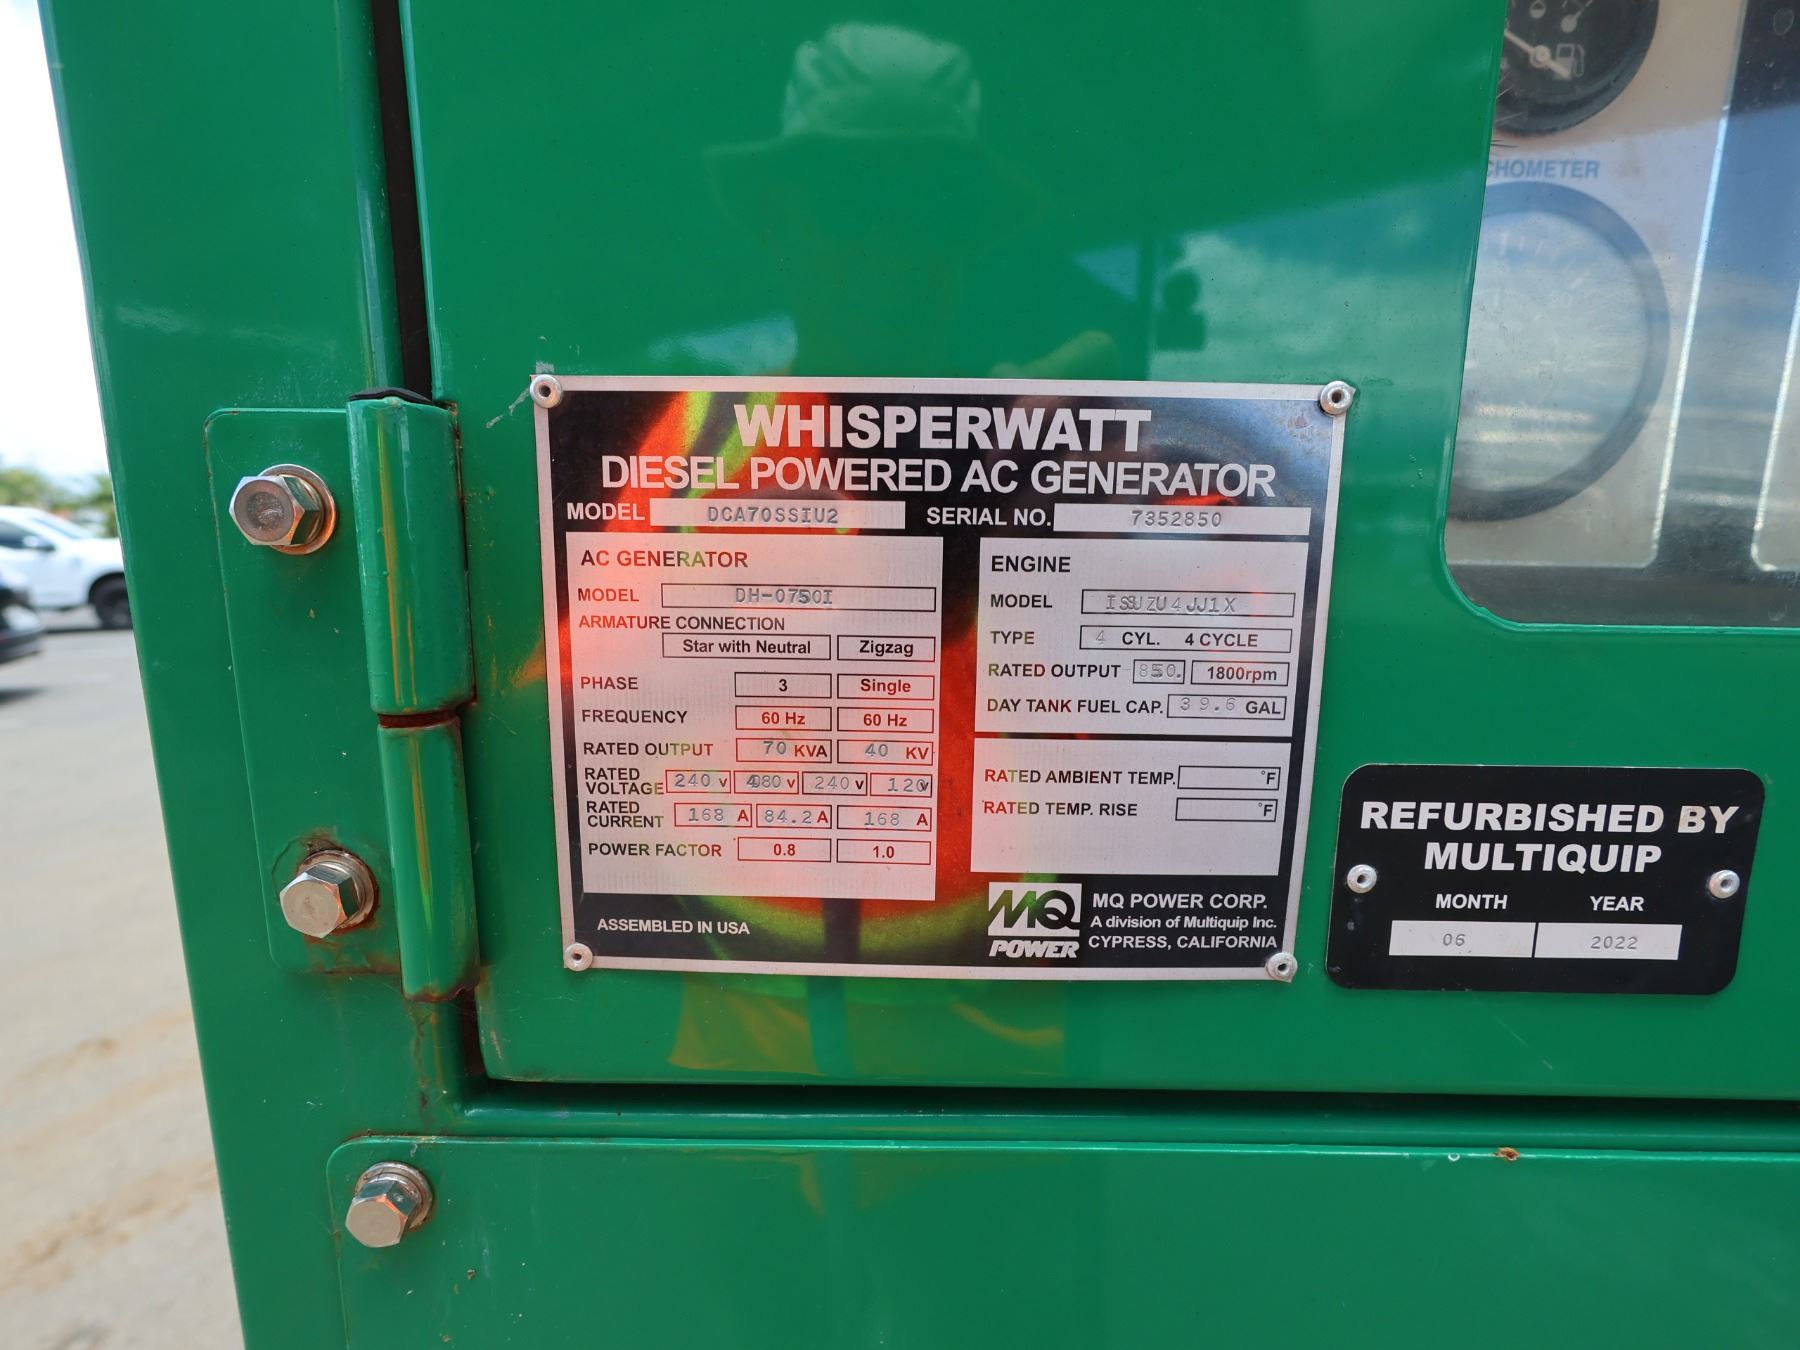 CHOMETER
WHISPERWATT
DIESEL POWERED AC GENERATOR
MODEL DCA70SSIU2 SERIAL NO. 7352850
AC GENERATOR
MODEL DH-0750I
ARMATURE CONNECTION
Star with Neutral Zigzag
PHASE 3 Single
FREQUENCY 60 Hz 60 Hz
RATED OUTPUT 70 KVA 40 KV
RATED VOLTAGE 240 V 480 V 240 V 120 V
RATED CURRENT 168 A 84.2 A 168 A
POWER FACTOR 0.8 1.0
ASSEMBLED IN USA
ENGINE
MODEL ISUZU4JJ1X
TYPE 4 CYL. 4 CYCLE
RATED OUTPUT 1800rpm
DAY TANK FUEL CAP. 39.6 GAL
RATED AMBIENT TEMP. °F
RATED TEMP. RISE °F
MQ POWER
MQ POWER CORP.
A division of Multiquip Inc.
CYPRESS, CALIFORNIA
REFURBISHED BY
MULTIQUIP
MONTH YEAR
06 2022